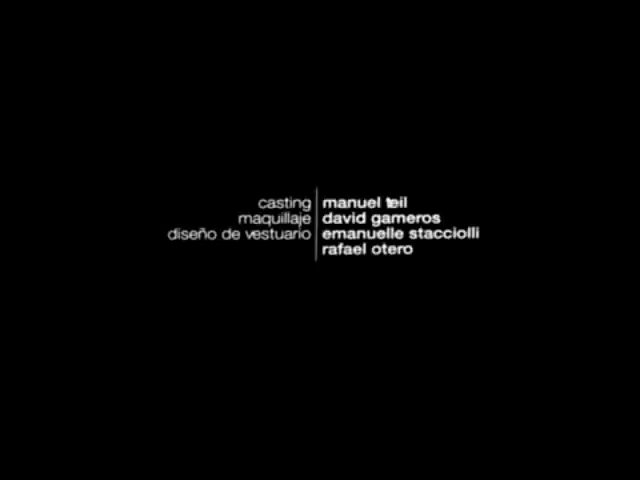 casting manuel teil
maquillaje david gameros
diseño de vestuario emanuelle stacciolli
rafael otero